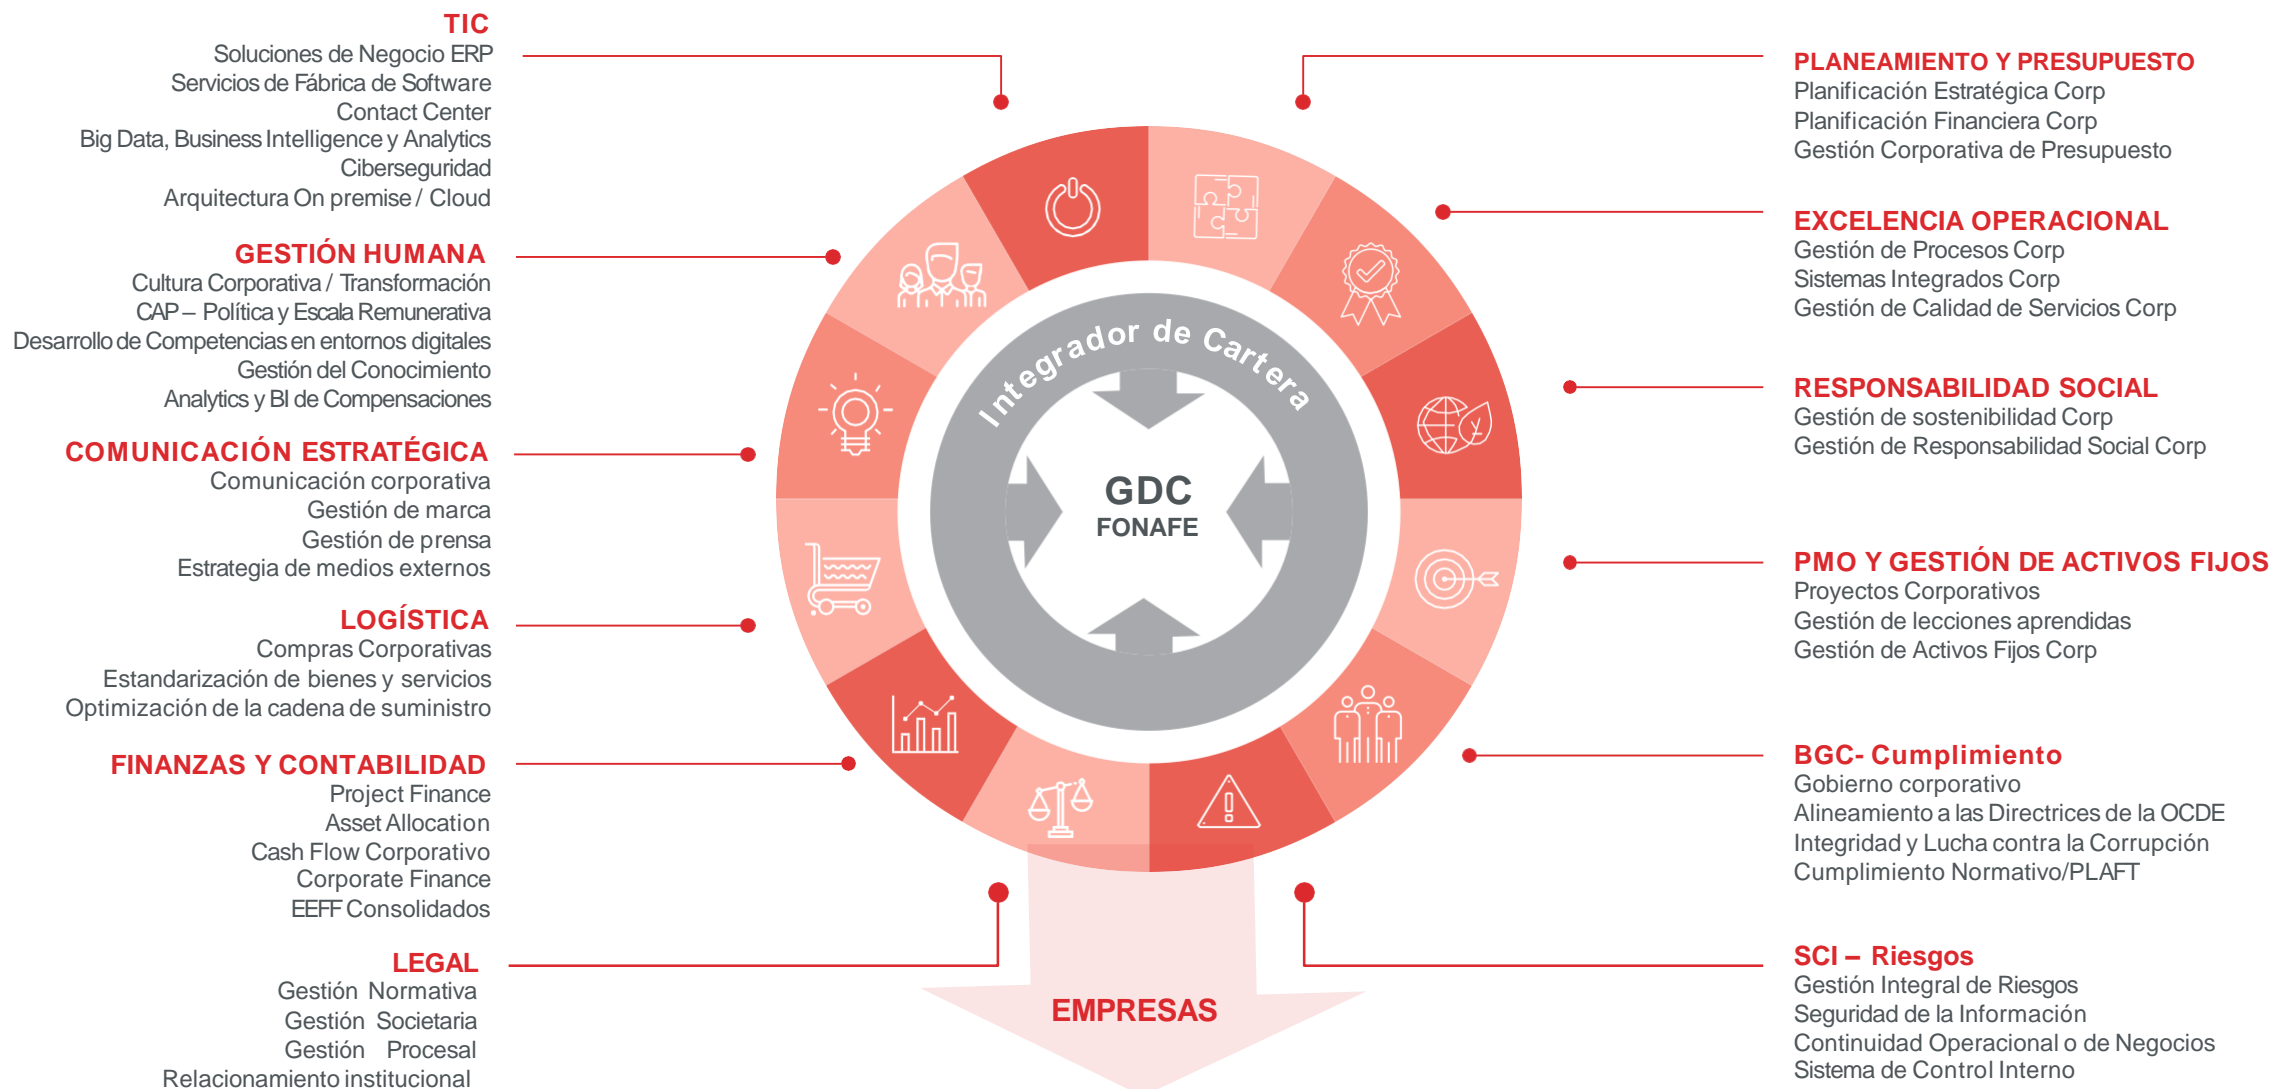 TIC
Soluciones de Negocio ERP
Servicios de Fábrica de Software
Contact Center
Big Data, Business Intelligence y Analytics
Ciberseguridad
Arquitectura On premise / Cloud
GESTIÓN HUMANA
Cultura Corporativa / Transformación
CAP – Política y Escala Remunerativa
Desarrollo de Competencias en entornos digitales
Gestión del Conocimiento
Analytics y BI de Compensaciones
COMUNICACIÓN ESTRATÉGICA
Comunicación corporativa
Gestión de marca
Gestión de prensa
Estrategia de medios externos
LOGÍSTICA
Compras Corporativas
Estandarización de bienes y servicios
Optimización de la cadena de suministro
FINANZAS Y CONTABILIDAD
Project Finance
Asset Allocation
Cash Flow Corporativo
Corporate Finance
EEFF Consolidados
LEGAL
Gestión Normativa
Gestión Societaria
Gestión Procesal
Relacionamiento institucional
Integrador de Cartera
GDC
FONAFE
EMPRESAS
PLANEAMIENTO Y PRESUPUESTO
Planificación Estratégica Corp
Planificación Financiera Corp
Gestión Corporativa de Presupuesto
EXCELENCIA OPERACIONAL
Gestión de Procesos Corp
Sistemas Integrados Corp
Gestión de Calidad de Servicios Corp
RESPONSABILIDAD SOCIAL
Gestión de sostenibilidad Corp
Gestión de Responsabilidad Social Corp
PMO Y GESTIÓN DE ACTIVOS FIJOS
Proyectos Corporativos
Gestión de lecciones aprendidas
Gestión de Activos Fijos Corp
BGC- Cumplimiento
Gobierno corporativo
Alineamiento a las Directrices de la OCDE
Integridad y Lucha contra la Corrupción
Cumplimiento Normativo/PLAFT
SCI – Riesgos
Gestión Integral de Riesgos
Seguridad de la Información
Continuidad Operacional o de Negocios
Sistema de Control Interno